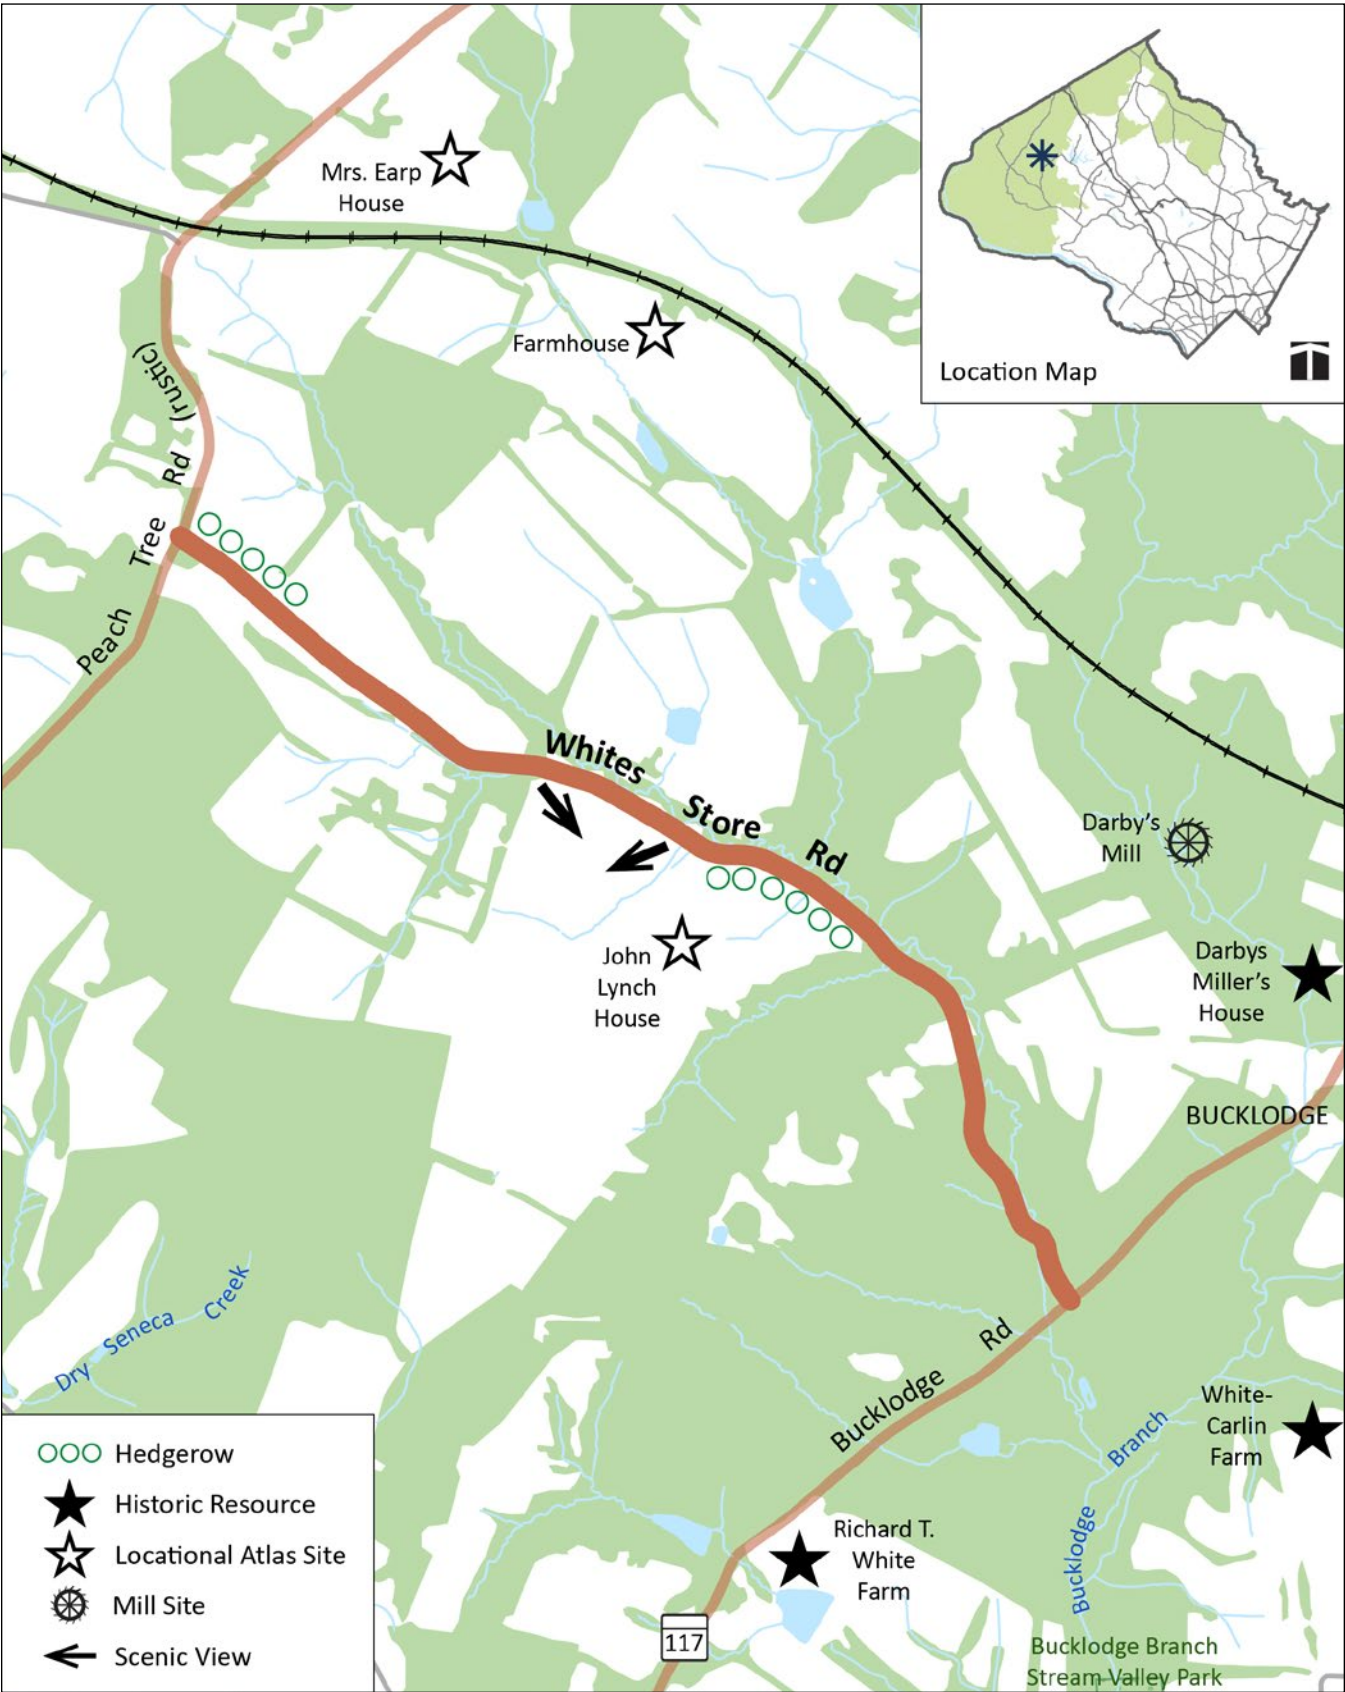 Mrs. Earp
House
Location Map
Farmhouse
(rustic)
Rd
Tree
Peach
Whites
Store
Rd
Darby's
Mill
John
Lynch
House
Darbys
Miller's
House
BUCKLODGE
Dry Seneca Creek
Bucklodge Rd
White-
Carlin
Farm
Bucklodge Branch
Richard T.
White
Farm
117
Bucklodge Branch
Stream Valley Park
Hedgerow
Historic Resource
Locational Atlas Site
Mill Site
Scenic View